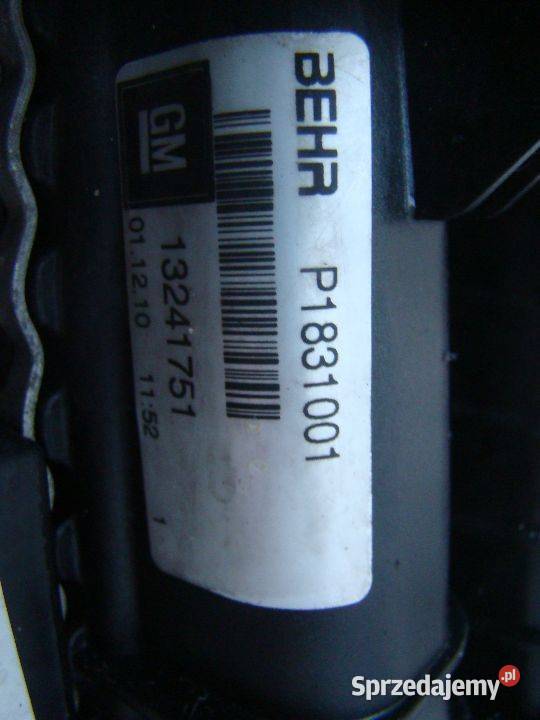 BEHR P1831001
GM 13241751
01.12.10 11:52 1
Sprzedajemy.pl